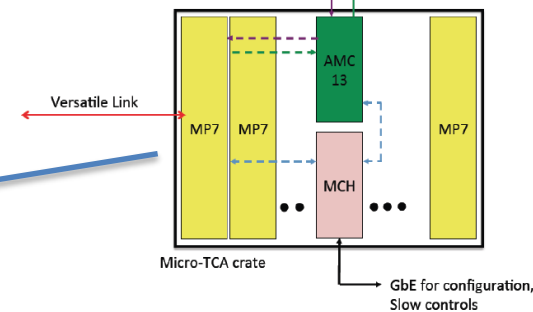 AMC
13
Versatile Link
MP7
MP7
MP7
MCH
Micro-TCA crate
GbE for configuration,
Slow controls